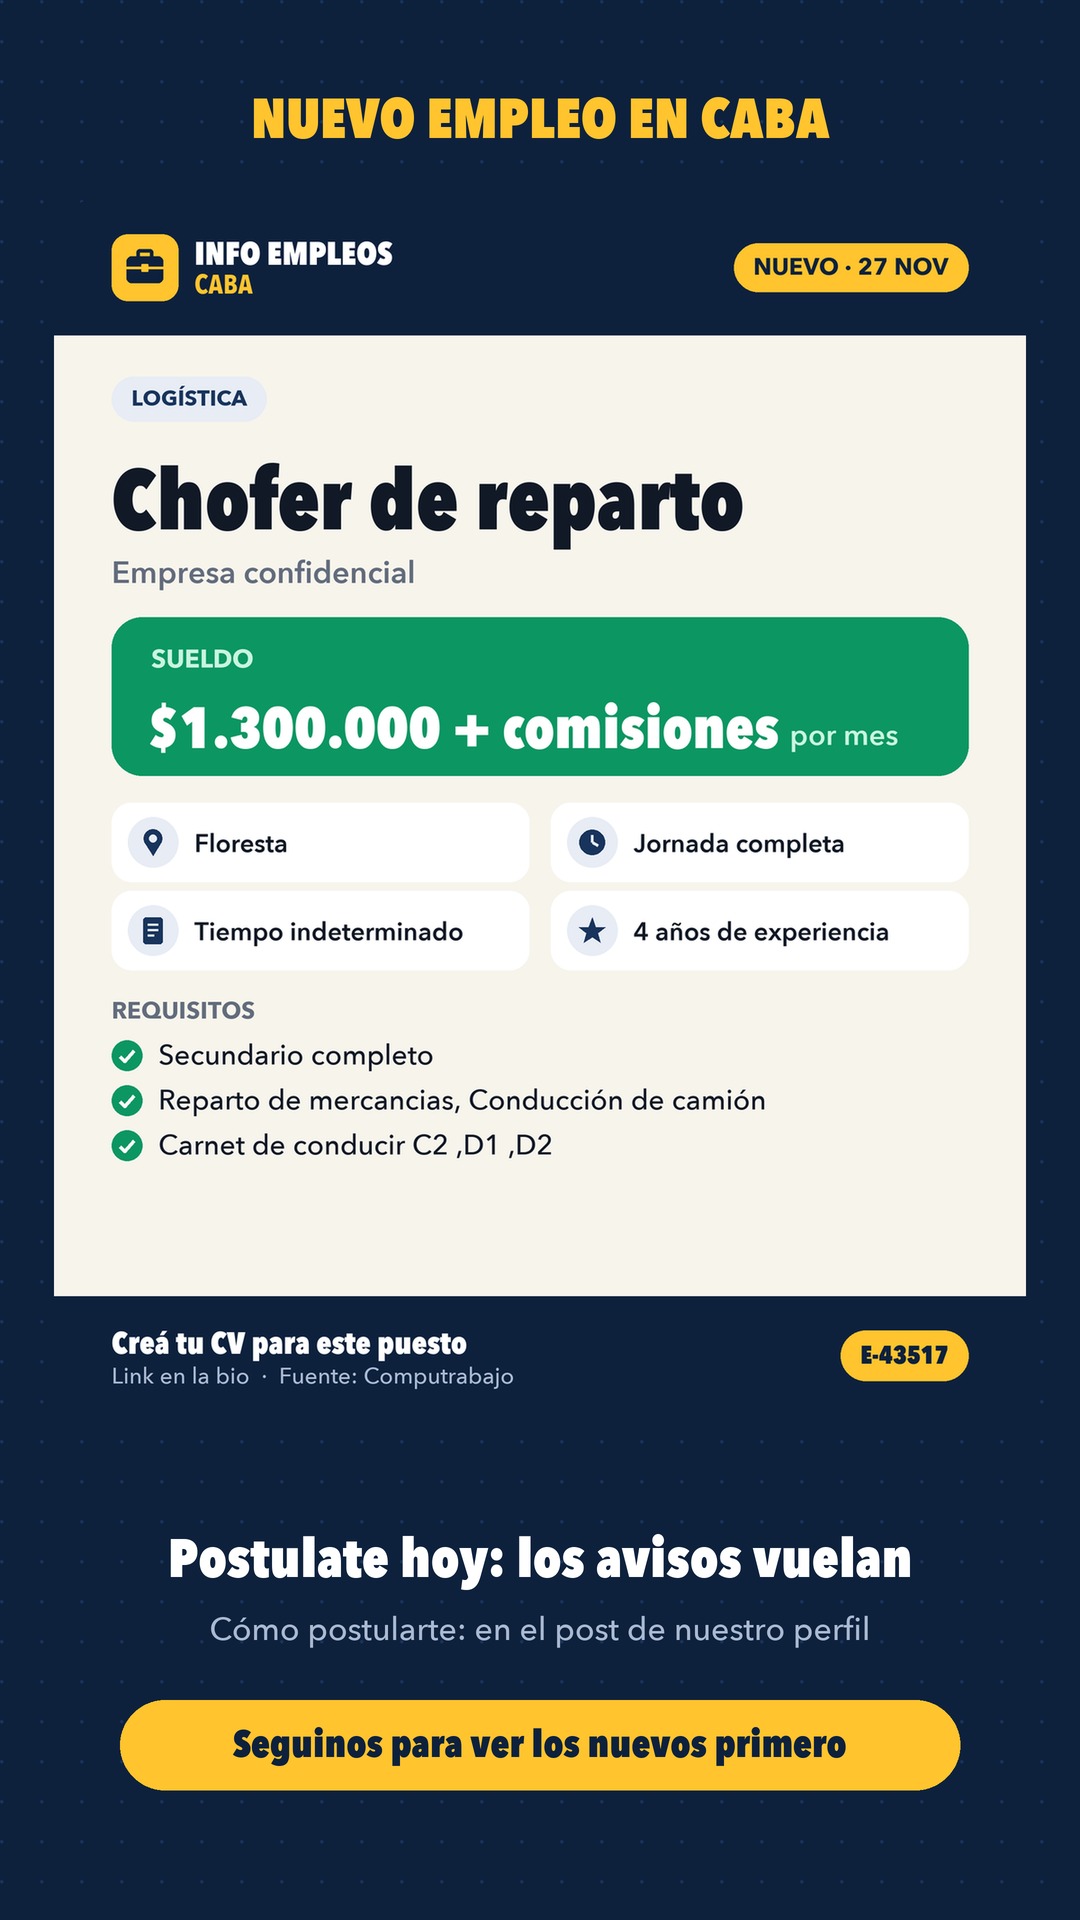 NUEVO EMPLEO EN CABA
INFO EMPLEOS
CABA
NUEVO · 27 NOV
LOGÍSTICA
Chofer de reparto
Empresa confidencial
SUELDO
$1.300.000 + comisiones por mes
Floresta
Jornada completa
Tiempo indeterminado
4 años de experiencia
REQUISITOS
Secundario completo
Reparto de mercancias, Conducción de camión
Carnet de conducir C2 ,D1 ,D2
Creá tu CV para este puesto
Link en la bio · Fuente: Computrabajo
E-43517
Postulate hoy: los avisos vuelan
Cómo postularte: en el post de nuestro perfil
Seguinos para ver los nuevos primero